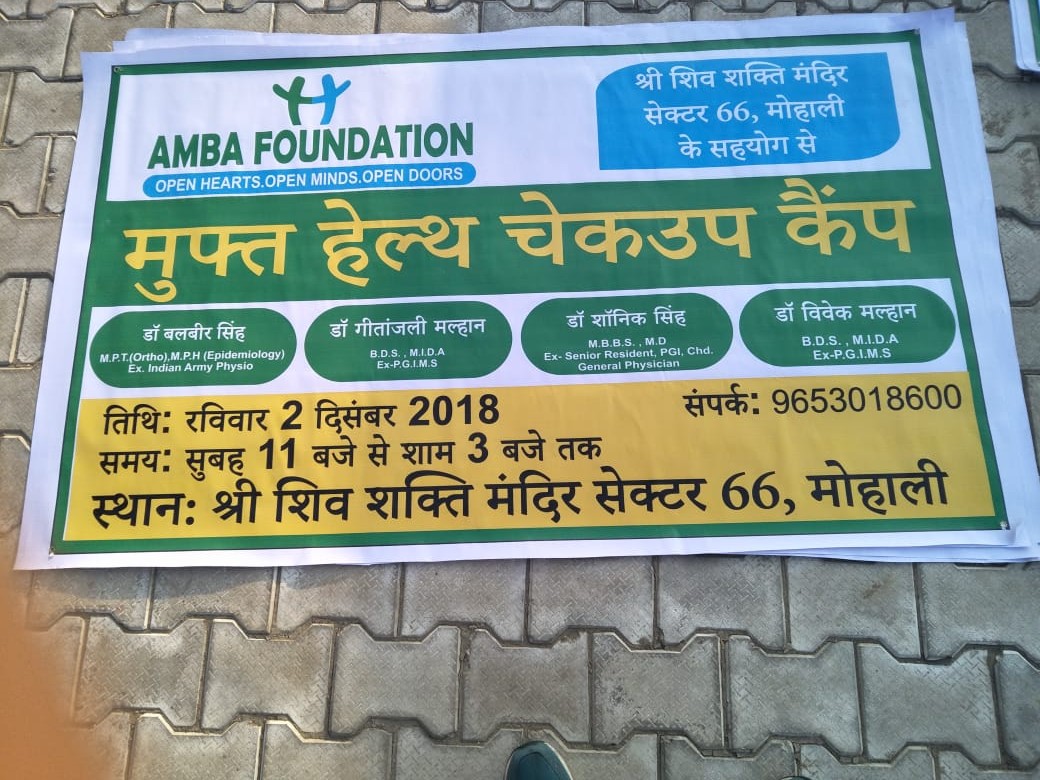 AMBA FOUNDATION
OPEN HEARTS.OPEN MINDS.OPEN DOORS
श्री शिव शक्ति मंदिर
सेक्टर 66, मोहाली
के सहयोग से
मुफ्त हेल्थ चेकउप कैंप
डॉ बलबीर सिंह
M.P.T.(Ortho),M.P.H (Epidemiology)
Ex. Indian Army Physio
डॉ गीतांजली मल्हान
B.D.S. , M.I.D.A
Ex-P.G.I.M.S
डॉ शॉनिक सिंह
M.B.B.S. , M.D
Ex- Senior Resident, PGI, Chd.
General Physician
डॉ विवेक मल्हान
B.D.S. , M.I.D.A
Ex-P.G.I.M.S
तिथि: रविवार 2 दिसंबर 2018
संपर्क: 9653018600
समय: सुबह 11 बजे से शाम 3 बजे तक
स्थान: श्री शिव शक्ति मंदिर सेक्टर 66, मोहाली